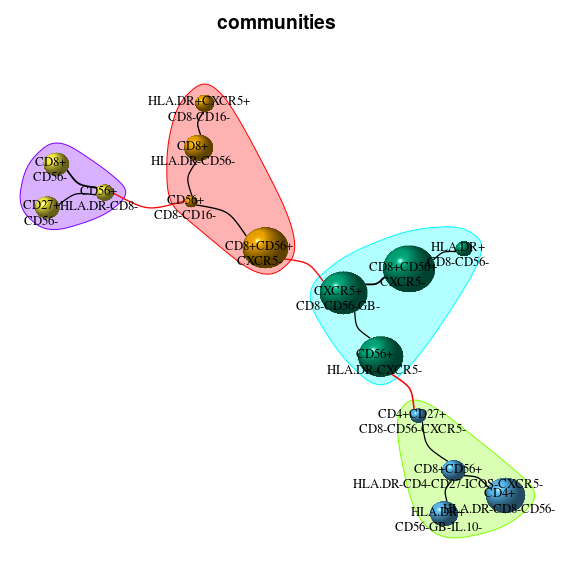 communities
HLA.DR+CXCR5+
CD8-CD16-
CD8+
HLA.DR-CD56-
CD8+
CD56-
CD56+
HLA.DR-CD8-
CD27+
CD56-
CD56+
CD8-CD16-
CD8+CD56+
CXCR5-
HLA.DR+
CD8-CD56-
CD8+CD56+
CXCR5-
CXCR5+
CD8-CD56-GB-
CD56+
HLA.DR-CXCR5-
CD4+CD27+
CD8-CD56-CXCR5-
CD8+CD56+
HLA.DR-CD4-CD27-ICOS-CXCR5-
CD4+
HLA.DR-CD8-CD56-
HLA.DR+
CD56-GB-IL.10-